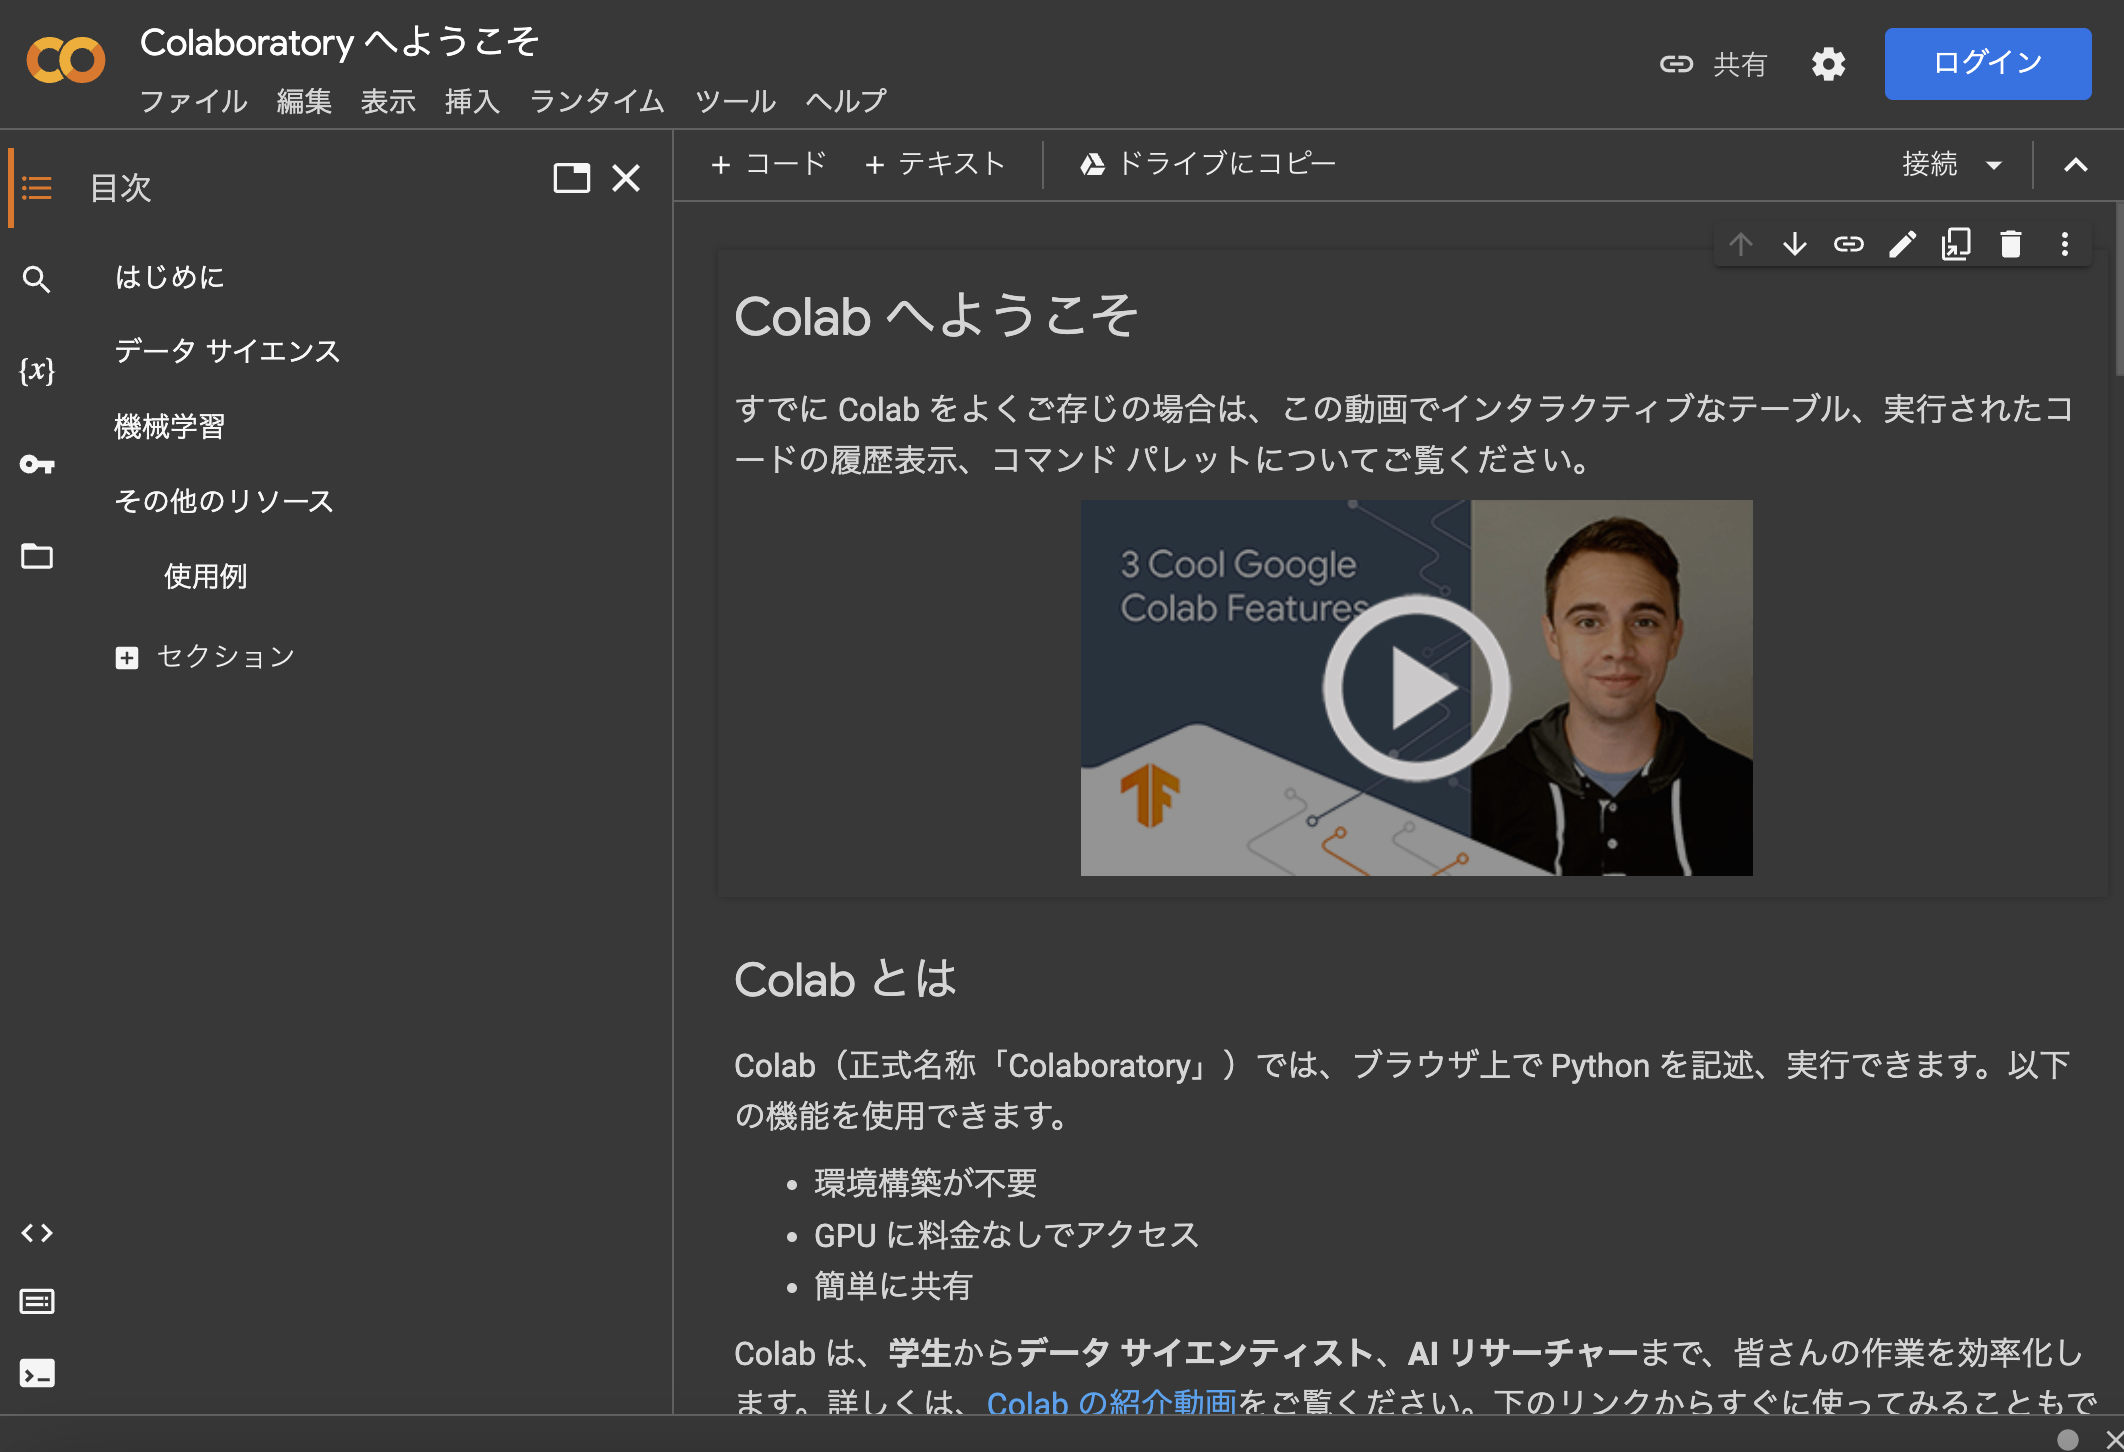 Colaboratory へようこそ
ファイル 編集 表示 挿入 ランタイム ツール ヘルプ
共有
ログイン
目次
はじめに
データ サイエンス
機械学習
その他のリソース
使用例
セクション
{x}
+ コード + テキスト ドライブにコピー
接続
Colab へようこそ
すでに Colab をよくご存じの場合は、この動画でインタラクティブなテーブル、実行されたコ
ードの履歴表示、コマンド パレットについてご覧ください。
3 Cool Google
Colab Features
Colab とは
Colab（正式名称「Colaboratory」）では、ブラウザ上で Python を記述、実行できます。以下
の機能を使用できます。
• 環境構築が不要
• GPU に料金なしでアクセス
• 簡単に共有
Colab は、学生からデータ サイエンティスト、AI リサーチャーまで、皆さんの作業を効率化し
ます。詳しくは、Colab の紹介動画をご覧ください。下のリンクからすぐに使ってみることもで